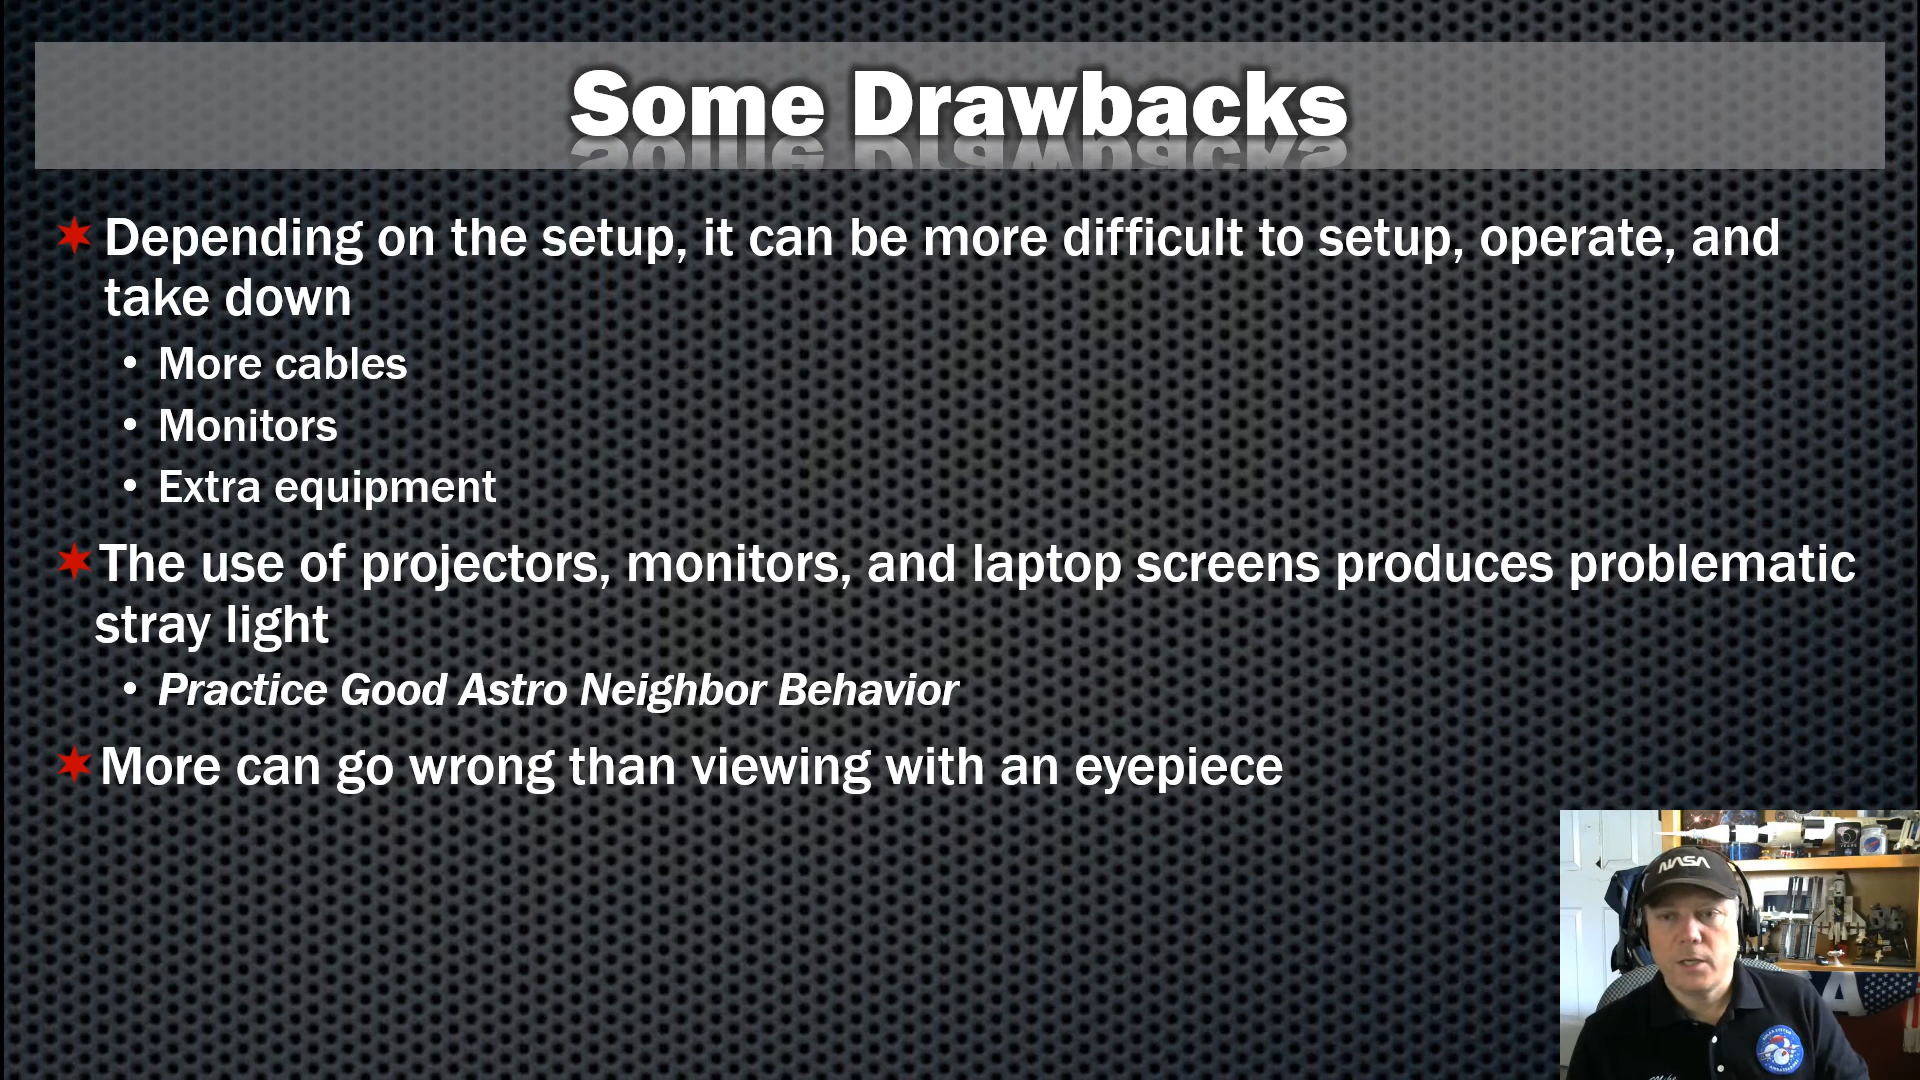 Some Drawbacks
Depending on the setup, it can be more difficult to setup, operate, and
take down
• More cables
• Monitors
• Extra equipment
The use of projectors, monitors, and laptop screens produces problematic
stray light
• Practice Good Astro Neighbor Behavior
More can go wrong than viewing with an eyepiece
NASA